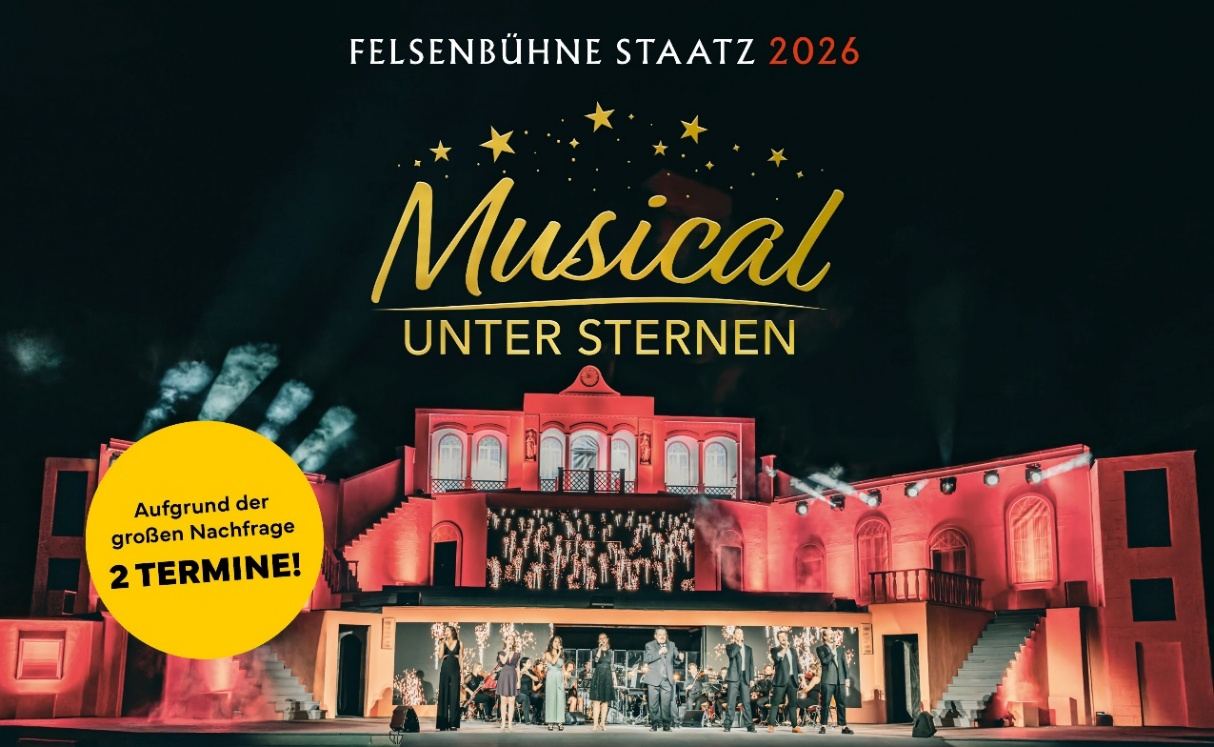 FELSENBÜHNE STAATZ 2026
Musical
UNTER STERNEN
Aufgrund der
großen Nachfrage
2 TERMINE!